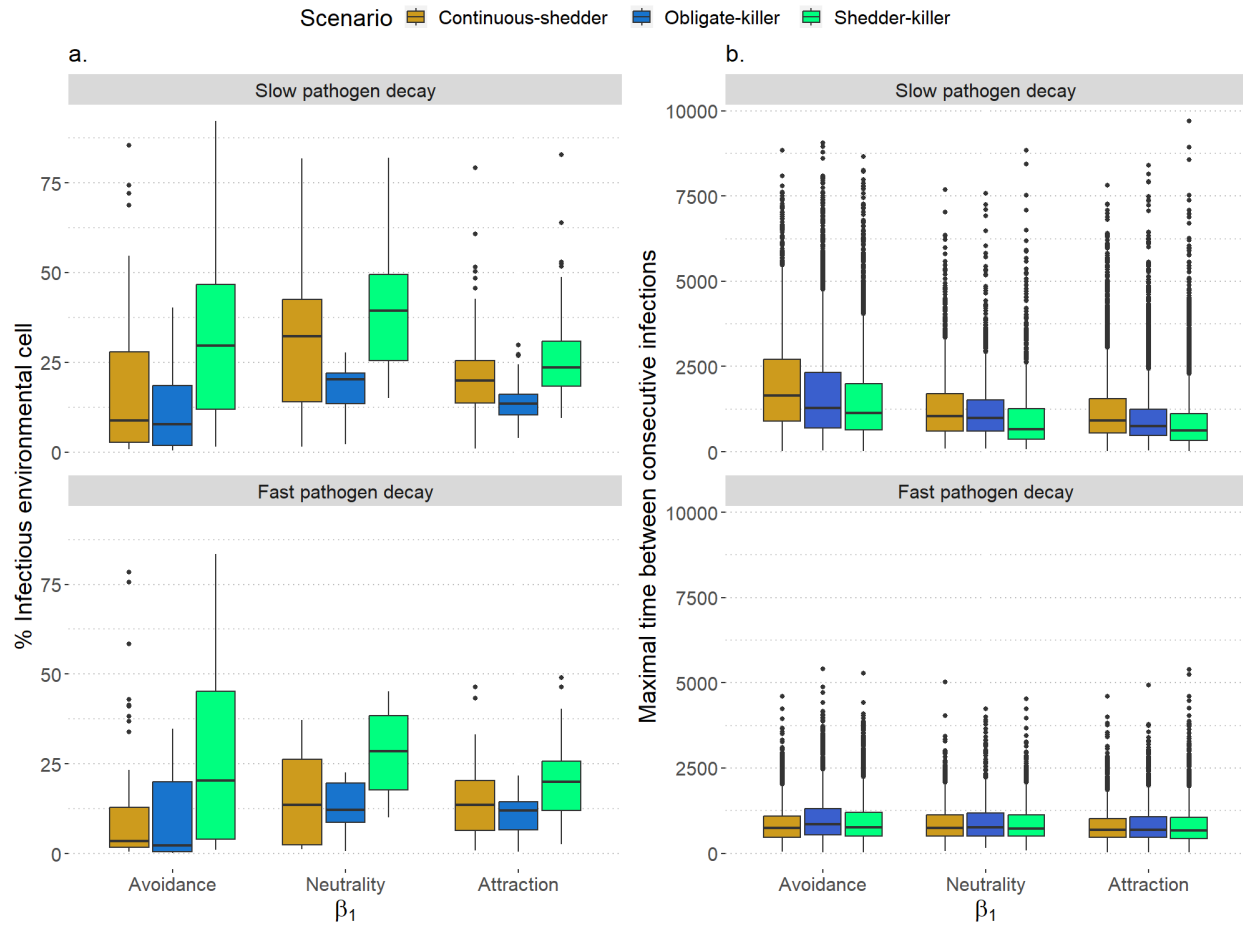 Scenario Continuous-shedder Obligate-killer Shedder-killer
a.
Slow pathogen decay
75
50
25
0
Fast pathogen decay
75
50
25
0
Avoidance Neutrality Attraction
β1
% Infectious environmental cell
b.
Slow pathogen decay
10000
7500
5000
2500
0
Fast pathogen decay
10000
7500
5000
2500
0
Avoidance Neutrality Attraction
β1
Maximal time between consecutive infections